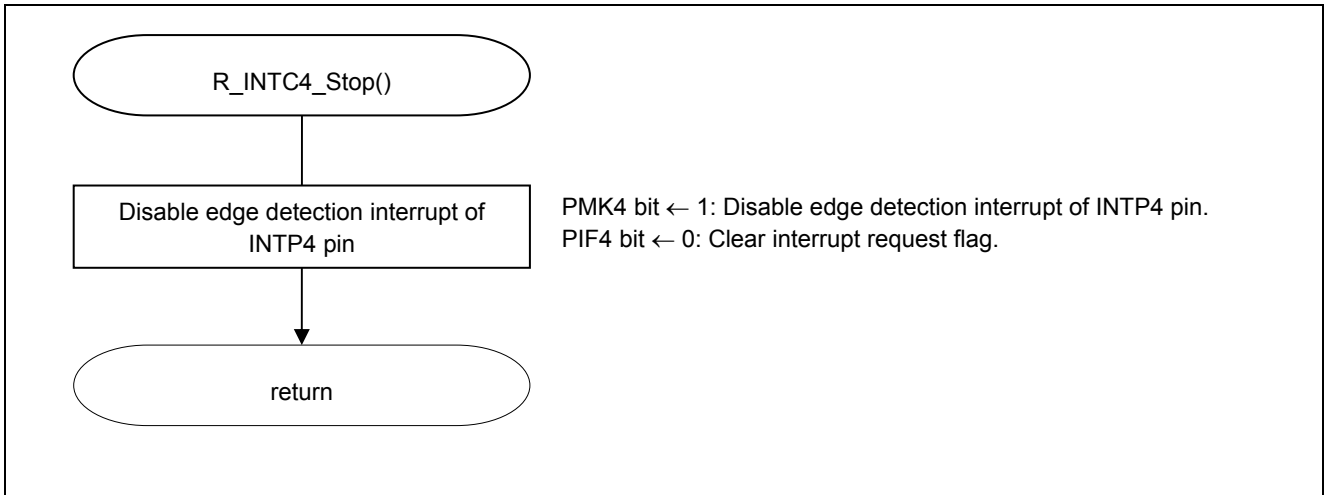 R_INTC4_Stop()
Disable edge detection interrupt of
INTP4 pin
PMK4 bit ← 1: Disable edge detection interrupt of INTP4 pin.
PIF4 bit ← 0: Clear interrupt request flag.
return